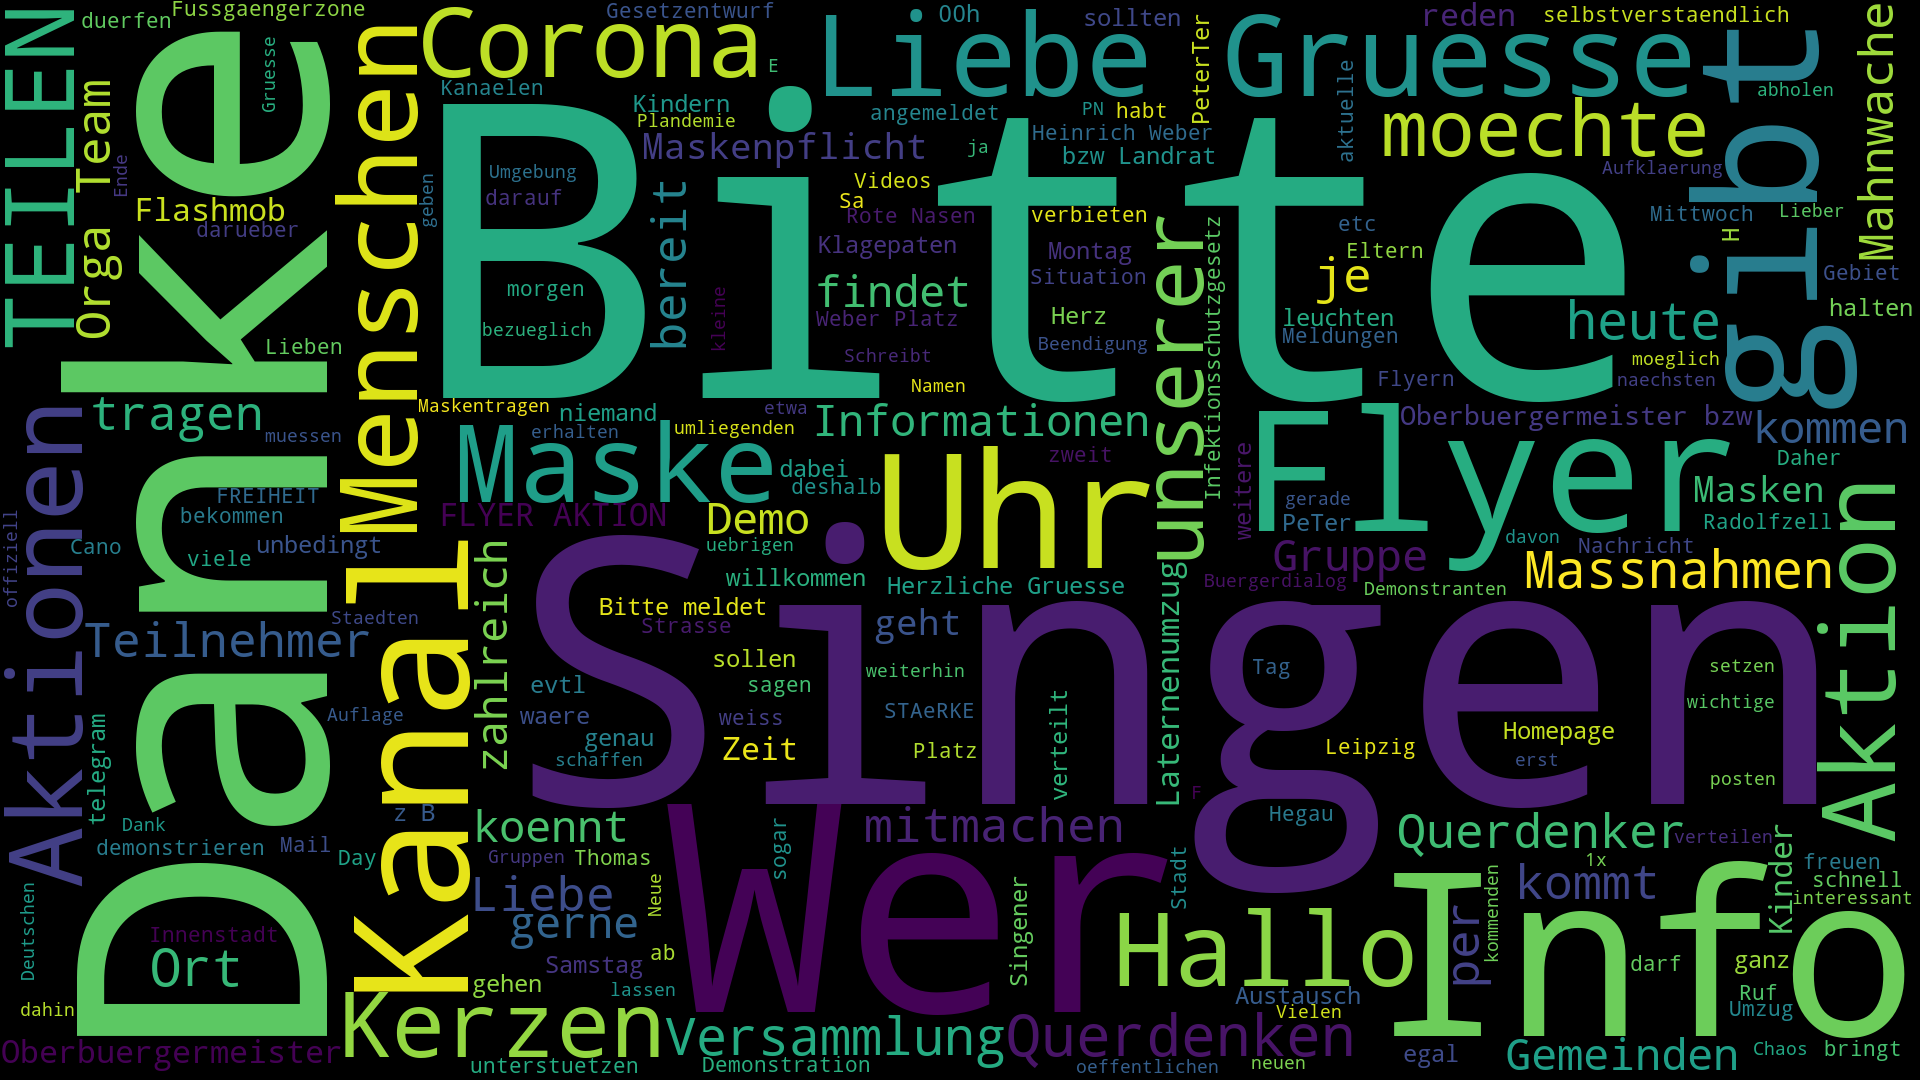 Fussgaengerzone
duerfen
Gesetzentwurf
OOh
sollten
reden
selbstverstaendlich
Corona
Liebe
Gruesse
E
TEILEN
Orga Team
Gruesse
Danke
Menschen
Kanaelen
Kindern
Plandemie
angemeldet
PN
habt
PeterTer
aktuelle
moechte
gibt
abholen
Mahnwache
Bitte
Maskenpflicht
ja
Heinrich Weber
bzw Landrat
Ende
Umgebung
darauf
bereit
Videos
Sa
Rote Nasen
verbieten
Aufklaerung
Flashmob
darueber
geben
Klagepaten
Montag
etc
Eltern
Mittwoch
Lieber
H
Situation
je
Gebiet
morgen
findet
unserer
Infektionsschutzgesetz
bezueglich
kleine
Weber Platz
Herz
leuchten
Meldungen
heute
halten
Lieben
Schreibt
Beendigung
moeglich
Namen
Flyern
naechsten
Aktionen
tragen
Maskentragen
niemand
etwa
Informationen
Flyer
Oberbuergermeister bzw
kommen
muessen
erhalten
umliegenden
Maske
zweit
weitere
Daher
dabei
deshalb
Uhr
FREIHEIT
bekommen
FLYER AKTION
Demo
gerade
PeTer
Masken
Radolfzell
Aktion
offiziell
Cano
viele
unbedingt
uebrigen
davon
Nachricht
Gruppe
Massnahmen
Kanal
zahlreich
willkommen
Herzliche Gruesse
Buergerdialog
Demonstranten
Singen
Bitte meldet
Strasse
Staedten
Teilnehmer
geht
Laternenumzug
sollen
sagen
weiterhin
Tag
setzen
evtl
wichtige
Auflage
waere
weiss
STAeRKE
verteilt
genau
Zeit
Platz
Leipzig
Homepage
schaffen
erst
telegram
posten
F
z B
Dank
koennt
Wer
mitmachen
Hegau
Querdenker
verteilen
demonstrieren
Mail
Day
Gruppen
Thomas
sogar
Stadt
1x
Kinder
freuen
Liebe
Neue
kommt
schnell
interessant
Deutschen
gerne
Singener
Hallo
Info
per
kommenden
Innenstadt
Ort
Samstag
ab
darf
ganz
gehen
lassen
Austausch
Ruf
dahin
Kerzen
Vielen
Umzug
Oberbuergermeister
Versammlung
Querdenken
egal
Gemeinden
Chaos
bringt
unterstuetzen
Demonstration
oeffentlichen
neuen